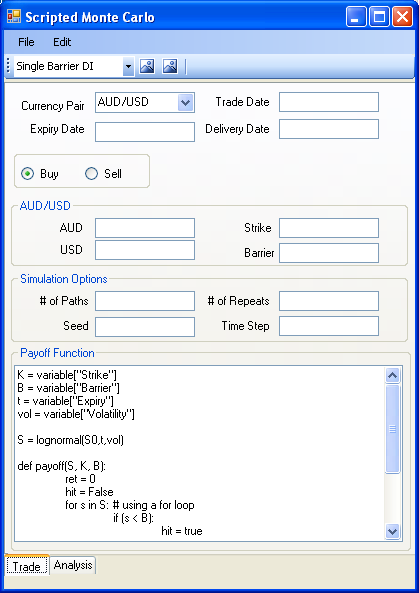 Scripted Monte Carlo
File Edit
Single Barrier DI
Currency Pair AUD/USD Trade Date
Expiry Date Delivery Date
Buy Sell
AUD/USD
AUD Strike
USD Barrier
Simulation Options
# of Paths # of Repeats
Seed Time Step
Payoff Function
K = variable["Strike"]
B = variable["Barrier"]
t = variable["Expiry"]
vol = variable["Volatility"]
S = lognormal(S0,t,vol)
def payoff(S, K, B):
ret = 0
hit = False
for s in S: # using a for loop
if (s < B):
hit = true
Trade Analysis